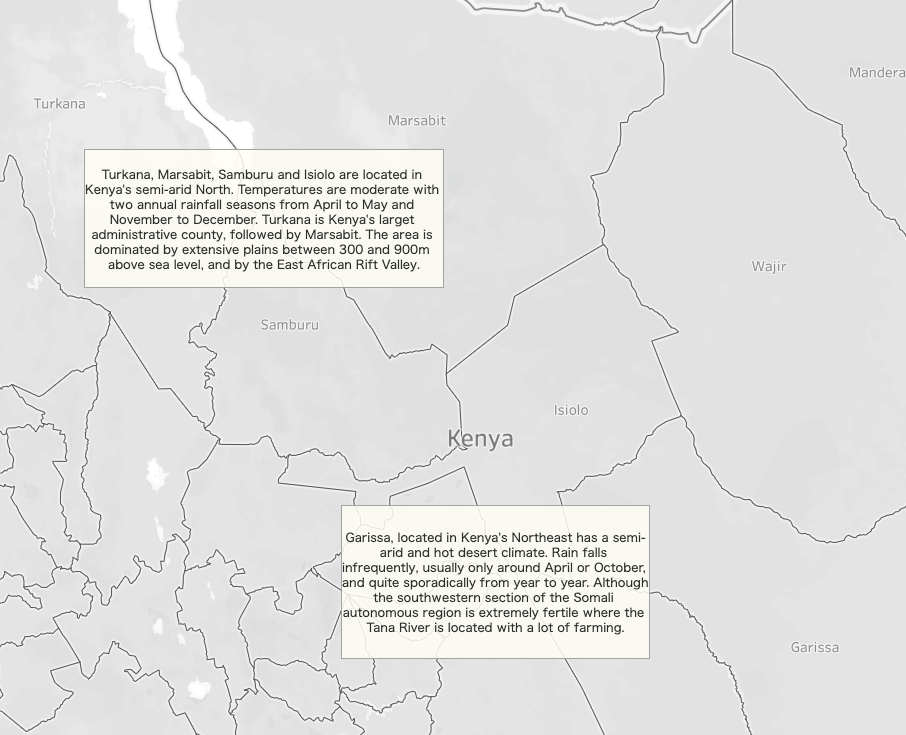 Mandera
Turkana
Marsabit
Turkana, Marsabit, Samburu and Isiolo are located in
Kenya's semi-arid North. Temperatures are moderate with
two annual rainfall seasons from April to May and
November to December. Turkana is Kenya's larget
administrative county, followed by Marsabit. The area is
dominated by extensive plains between 300 and 900m
above sea level, and by the East African Rift Valley.
Wajir
Samburu
Isiolo
Kenya
Garissa, located in Kenya's Northeast has a semi-
arid and hot desert climate. Rain falls
infrequently, usually only around April or October,
and quite sporadically from year to year. Although
the southwestern section of the Somali
autonomous region is extremely fertile where the
Tana River is located with a lot of farming.
Garissa